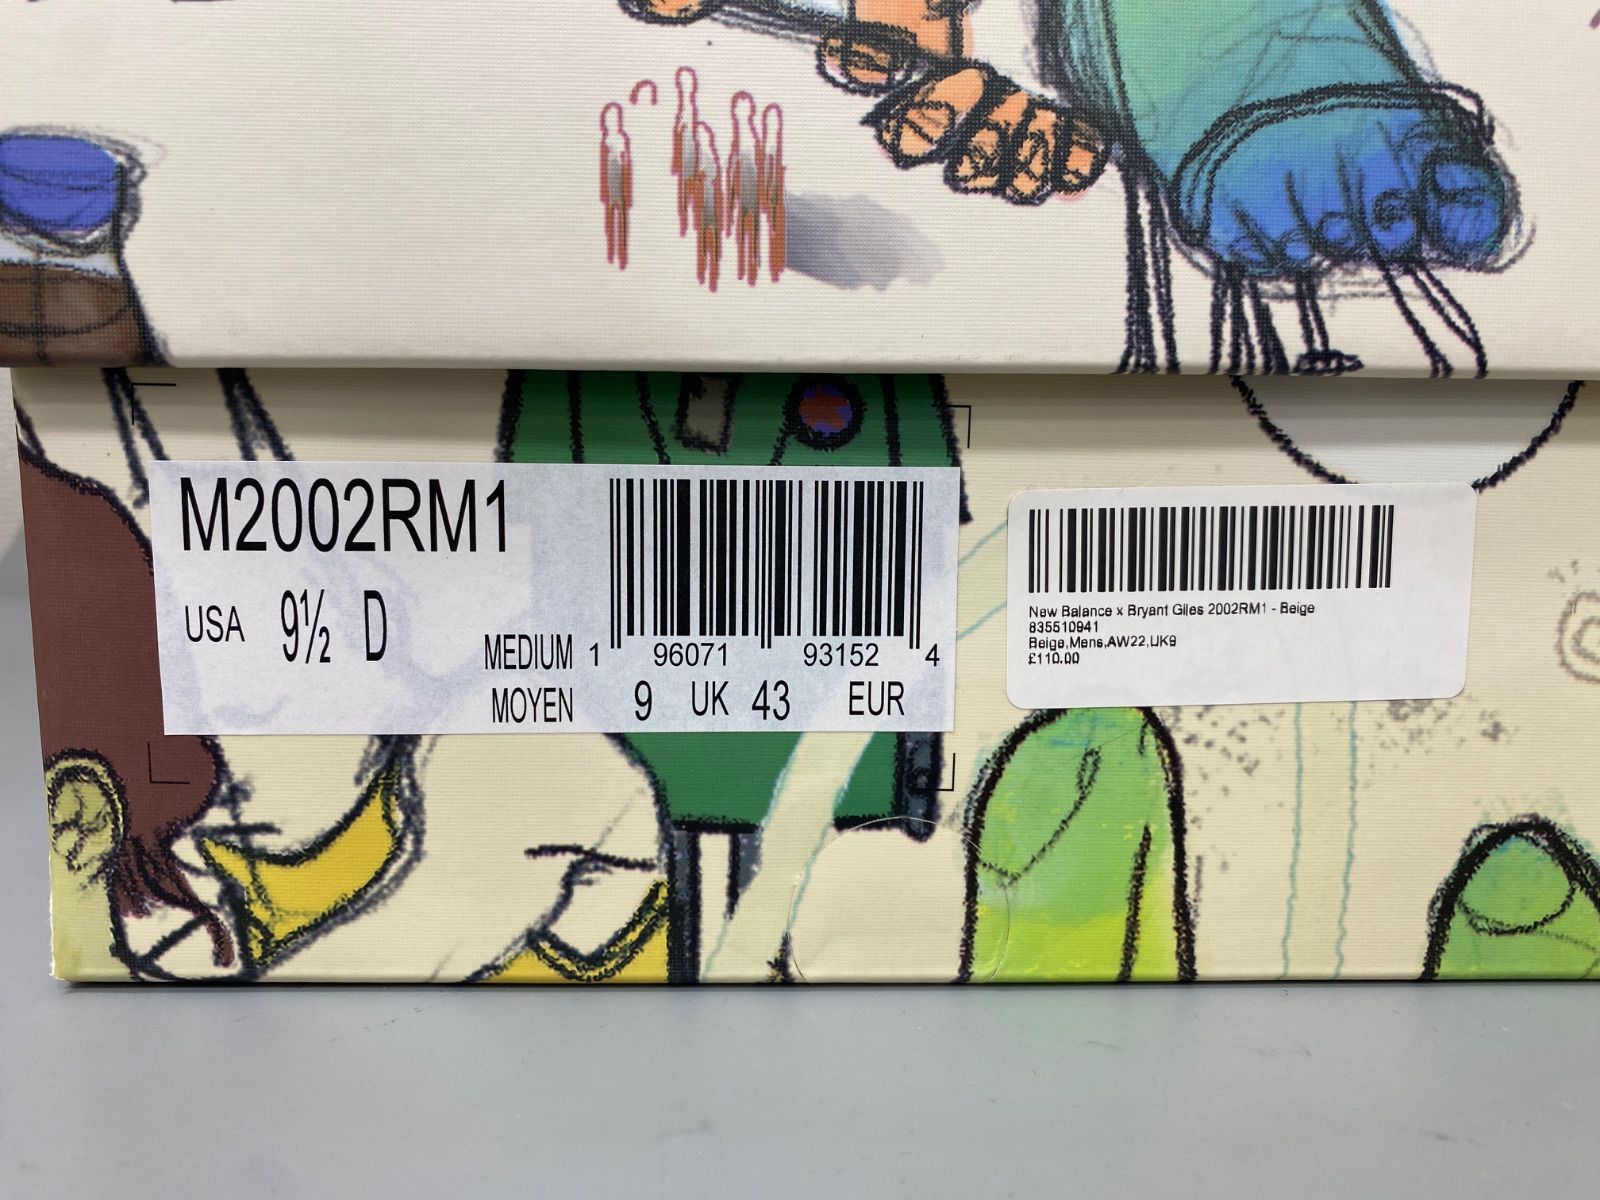 M2002RM1
USA 9½ D
MEDIUM 1 96071 93152 4
MOYEN 9 UK 43 EUR
New Balance x Bryant Giles 2002RM1 - Beige
835510941
Beige,Mens,AW22,UK9
£110.00